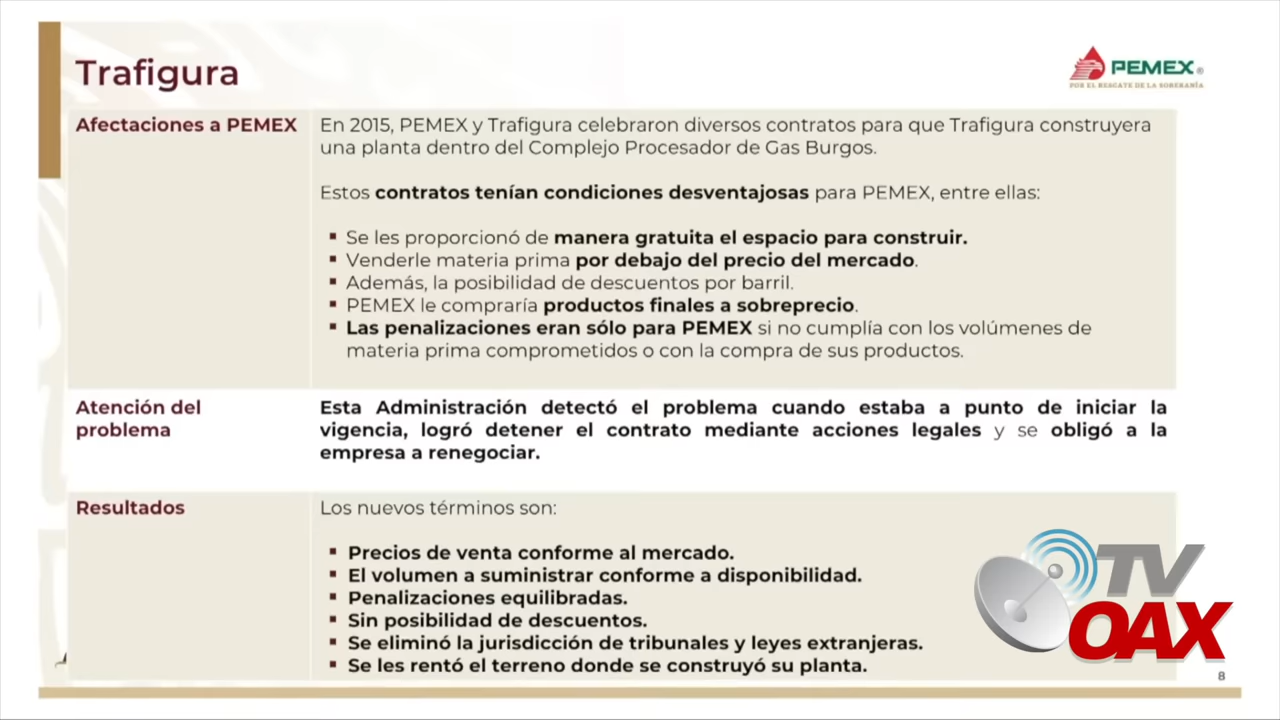 Trafigura
PEMEX®
POR EL RESCATE DE LA SOBERANÍA
Afectaciones a PEMEX
En 2015, PEMEX y Trafigura celebraron diversos contratos para que Trafigura construyera
una planta dentro del Complejo Procesador de Gas Burgos.
Estos contratos tenían condiciones desventajosas para PEMEX, entre ellas:
▪ Se les proporcionó de manera gratuita el espacio para construir.
▪ Venderle materia prima por debajo del precio del mercado.
▪ Además, la posibilidad de descuentos por barril.
▪ PEMEX le compraría productos finales a sobreprecio.
▪ Las penalizaciones eran sólo para PEMEX si no cumplía con los volúmenes de
materia prima comprometidos o con la compra de sus productos.
Atención del
problema
Esta Administración detectó el problema cuando estaba a punto de iniciar la
vigencia, logró detener el contrato mediante acciones legales y se obligó a la
empresa a renegociar.
Resultados
Los nuevos términos son:
▪ Precios de venta conforme al mercado.
▪ El volumen a suministrar conforme a disponibilidad.
▪ Penalizaciones equilibradas.
▪ Sin posibilidad de descuentos.
▪ Se eliminó la jurisdicción de tribunales y leyes extranjeras.
▪ Se les rentó el terreno donde se construyó su planta.
TV
OAX
8